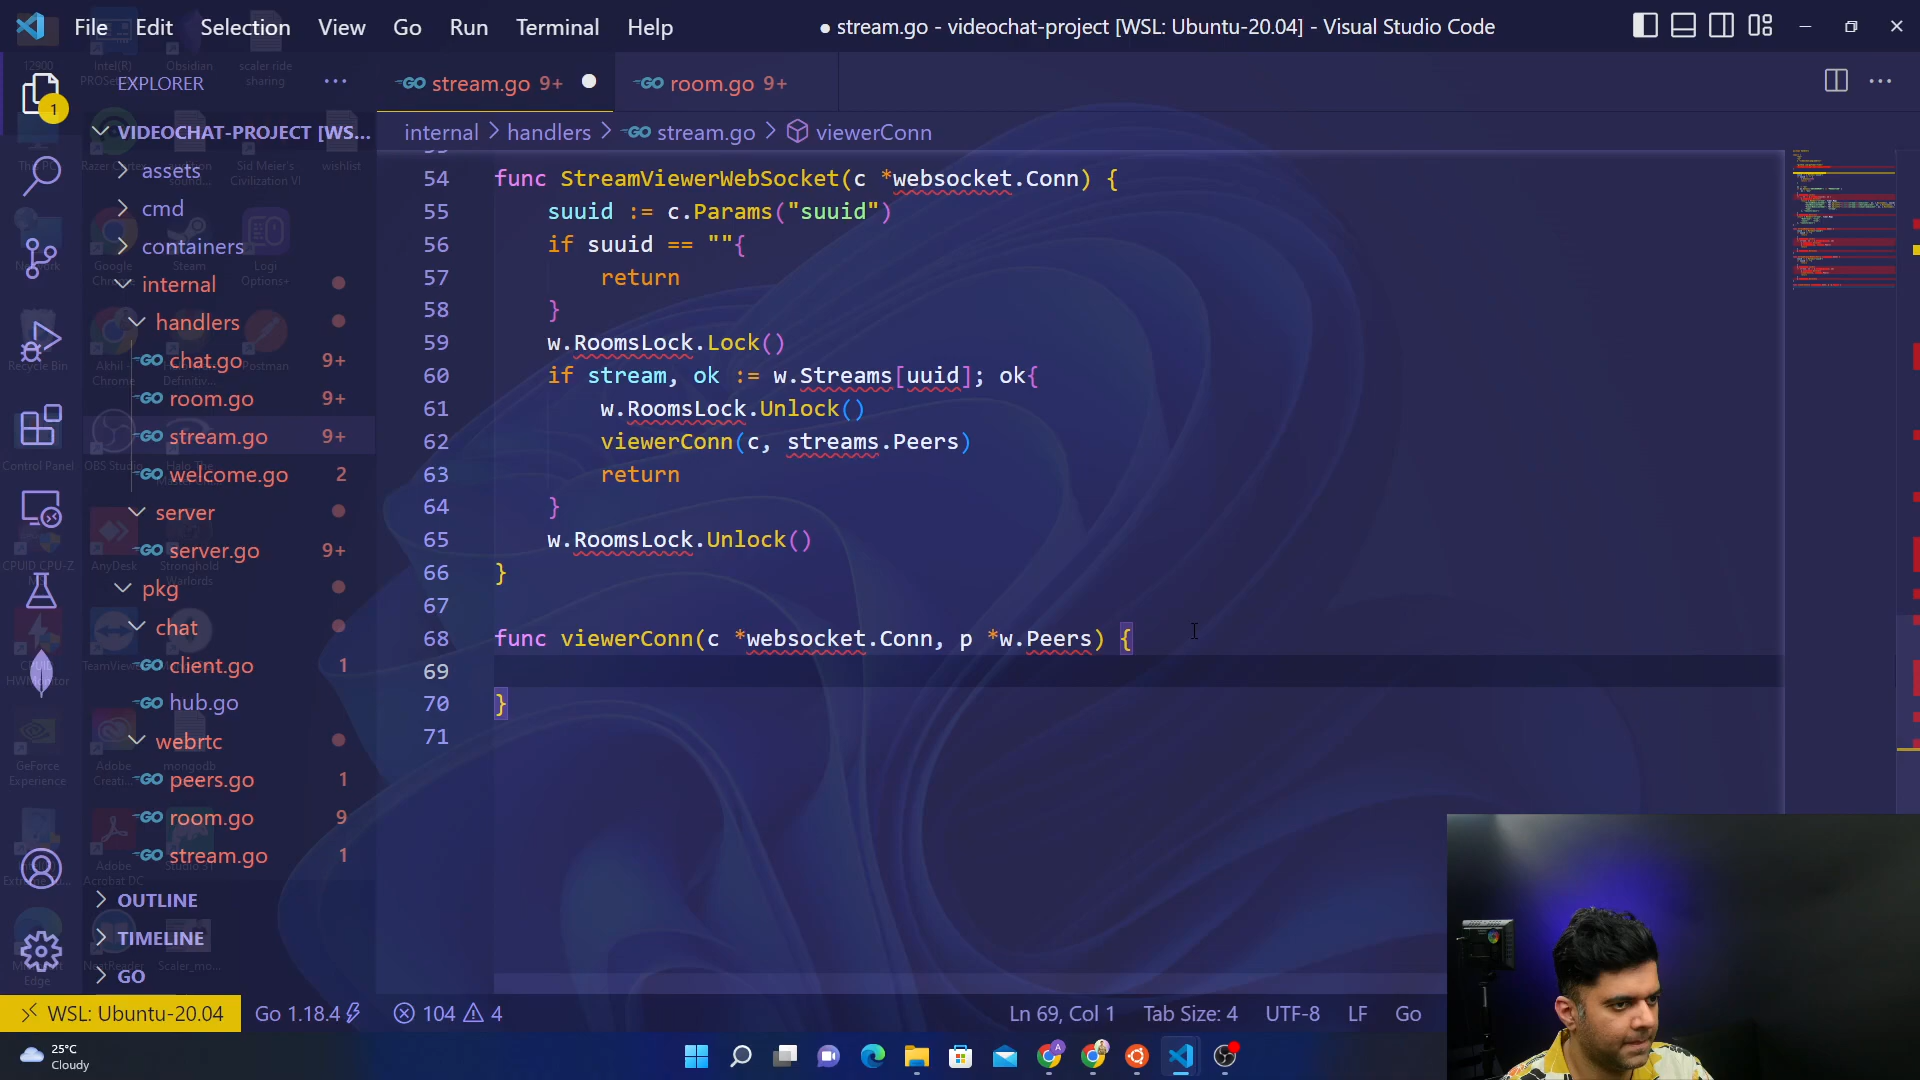 File Edit Selection View Go Run Terminal Help
● stream.go - videochat-project [WSL: Ubuntu-20.04] - Visual Studio Code
EXPLORER
stream.go 9+
room.go 9+
VIDEOCHAT-PROJECT [WS...
internal > handlers > stream.go > viewerConn
1
assets
cmd
containers
internal
handlers
chat.go 9+
room.go 9+
stream.go 9+
welcome.go 2
server
server.go 9+
pkg
chat
client.go 1
hub.go
webrtc
peers.go 1
room.go 9
stream.go 1
OUTLINE
TIMELINE
GO
54 func StreamViewerWebSocket(c *websocket.Conn) {
55 suuid := c.Params("suuid")
56 if suuid == ""{
57 return
58 }
59 w.RoomsLock.Lock()
60 if stream, ok := w.Streams[uuid]; ok{
61 w.RoomsLock.Unlock()
62 viewerConn(c, streams.Peers)
63 return
64 }
65 w.RoomsLock.Unlock()
66 }
67
68 func viewerConn(c *websocket.Conn, p *w.Peers) {
69
70 }
71
WSL: Ubuntu-20.04 Go 1.18.4 104 4
Ln 69, Col 1 Tab Size: 4 UTF-8 LF Go
25°C
Cloudy